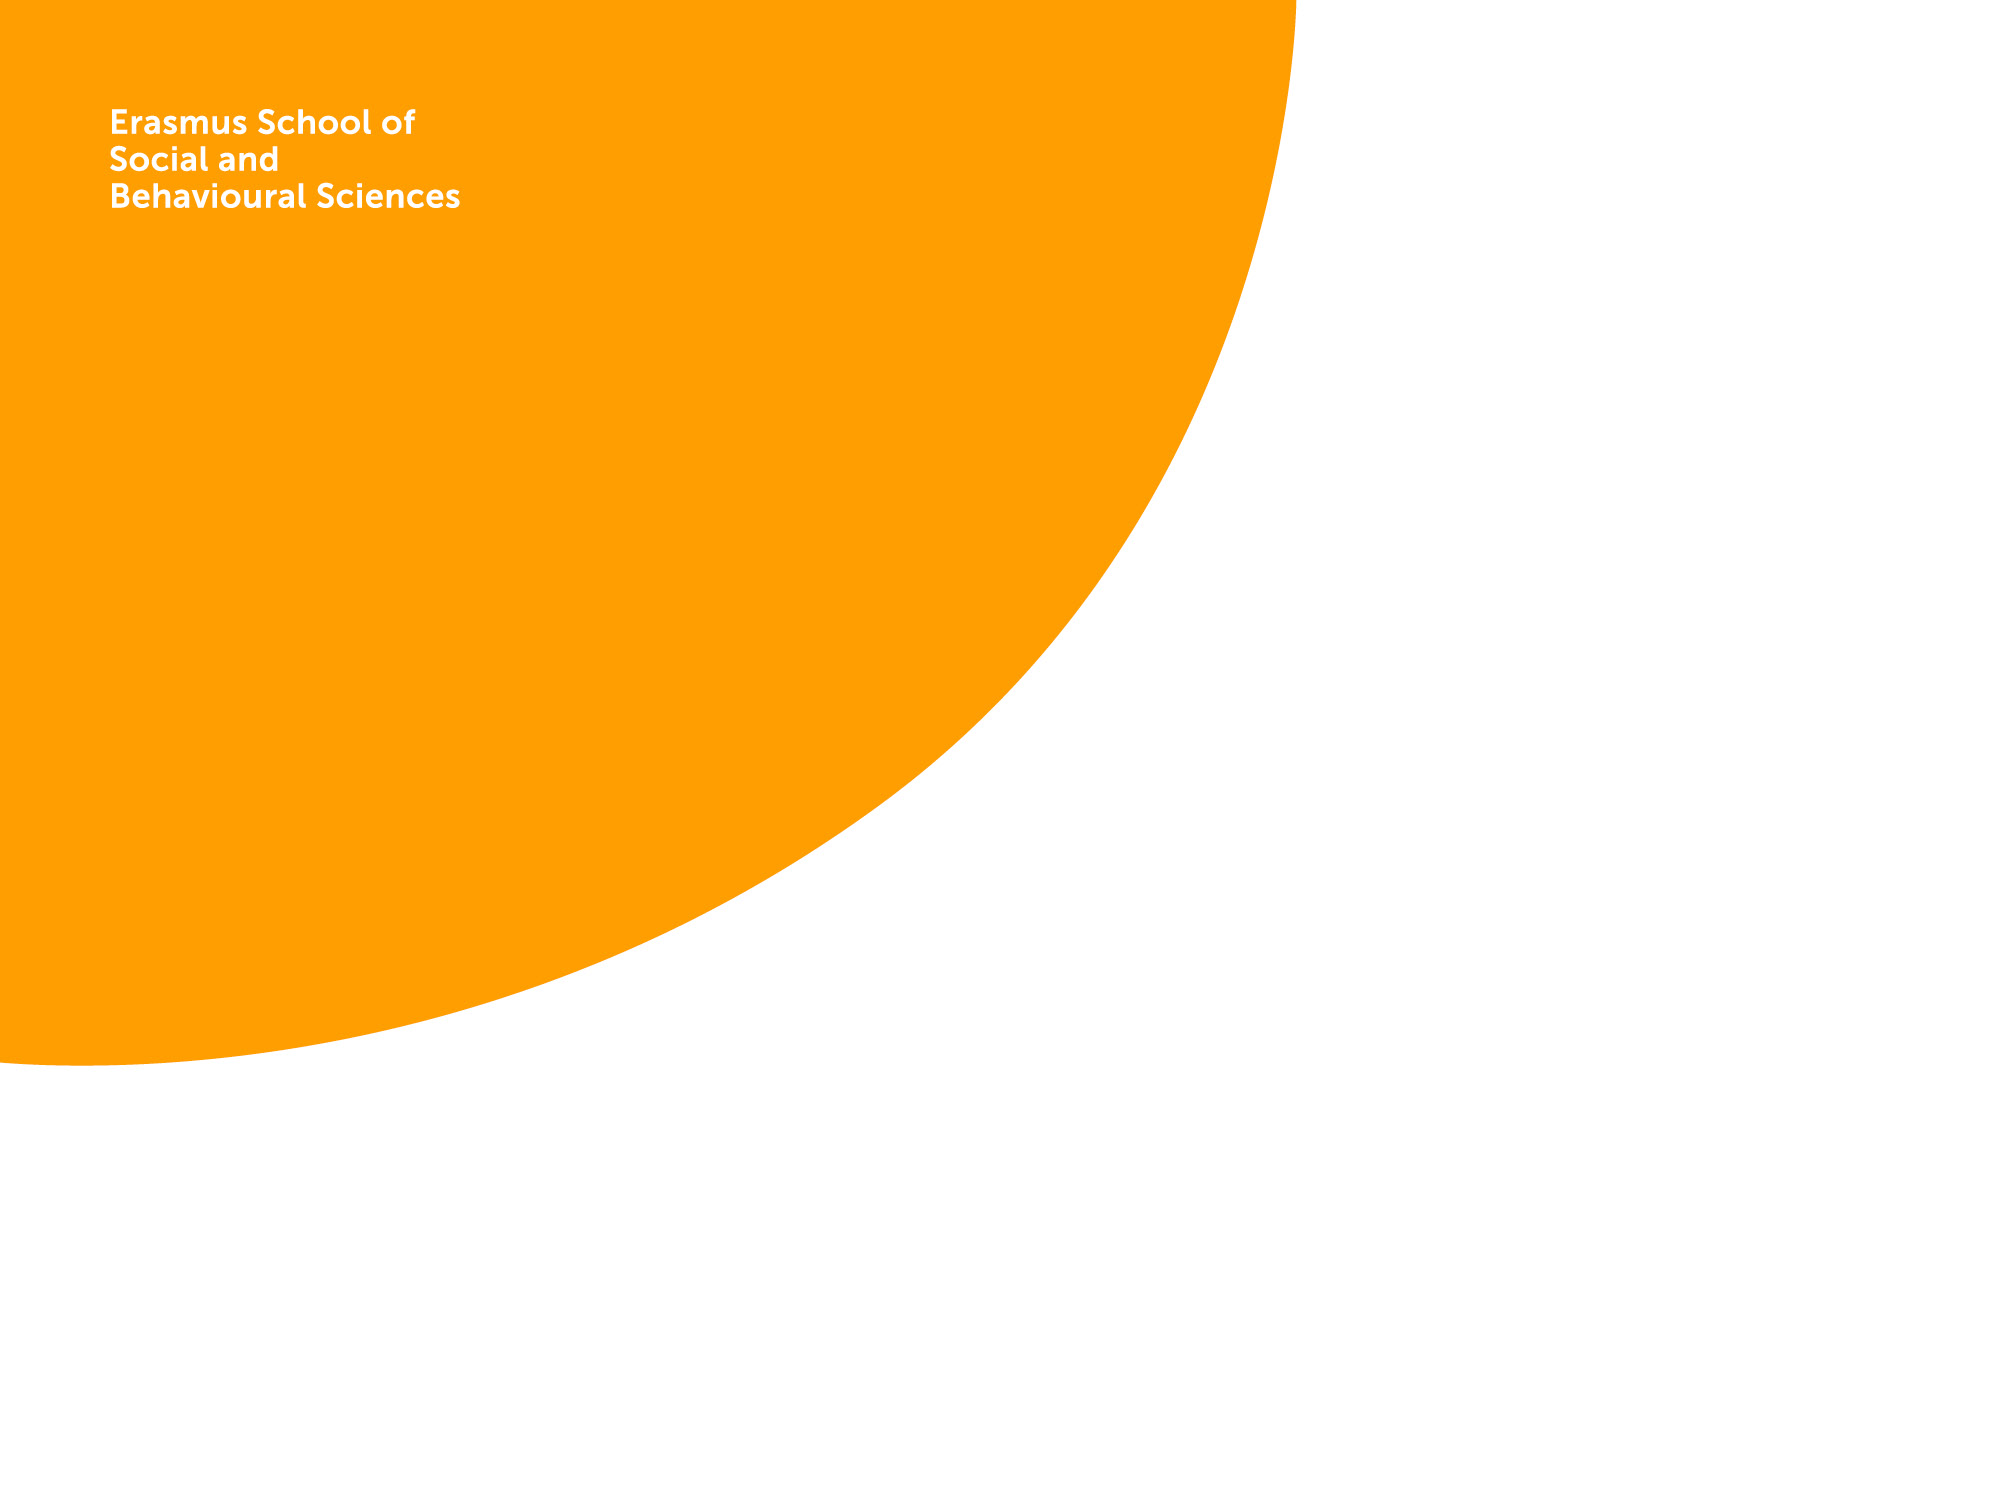 Erasmus School of
Social and
Behavioural Sciences